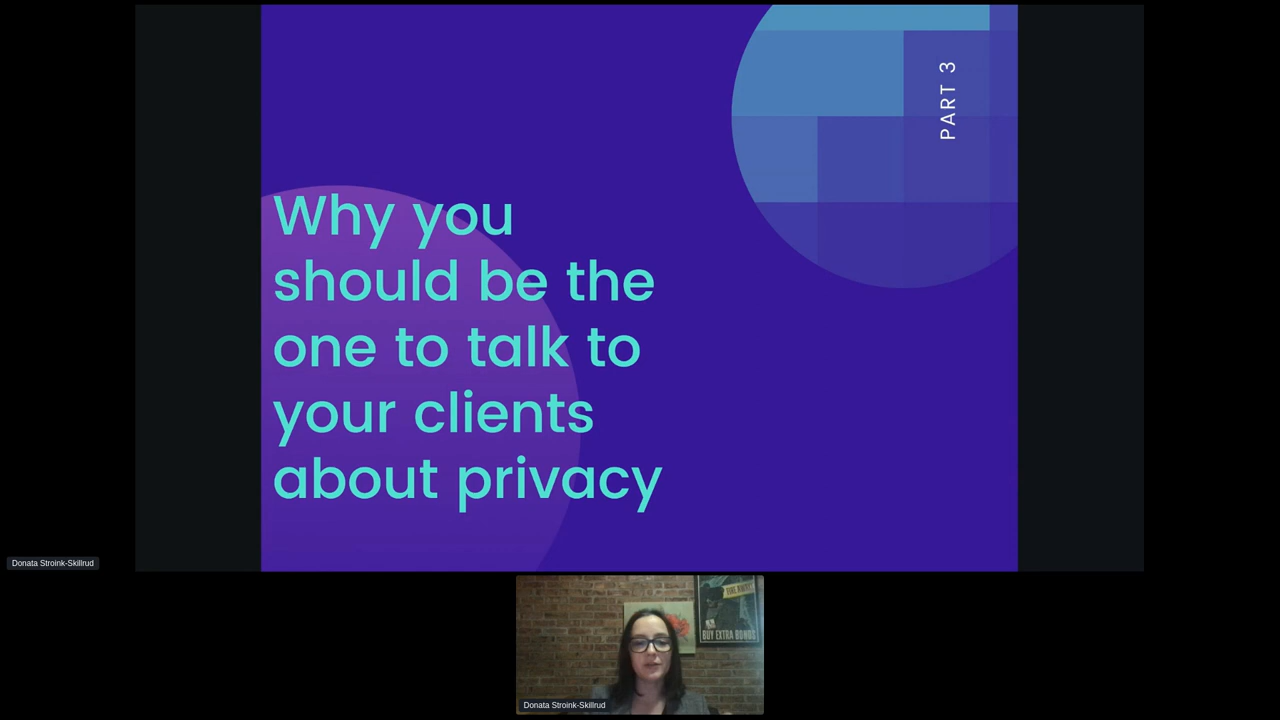 PART 3
Why you
should be the
one to talk to
your clients
about privacy
Donata Stroink-Skillrud
BUY EXTRA BONDS
Donata Stroink-Skillrud